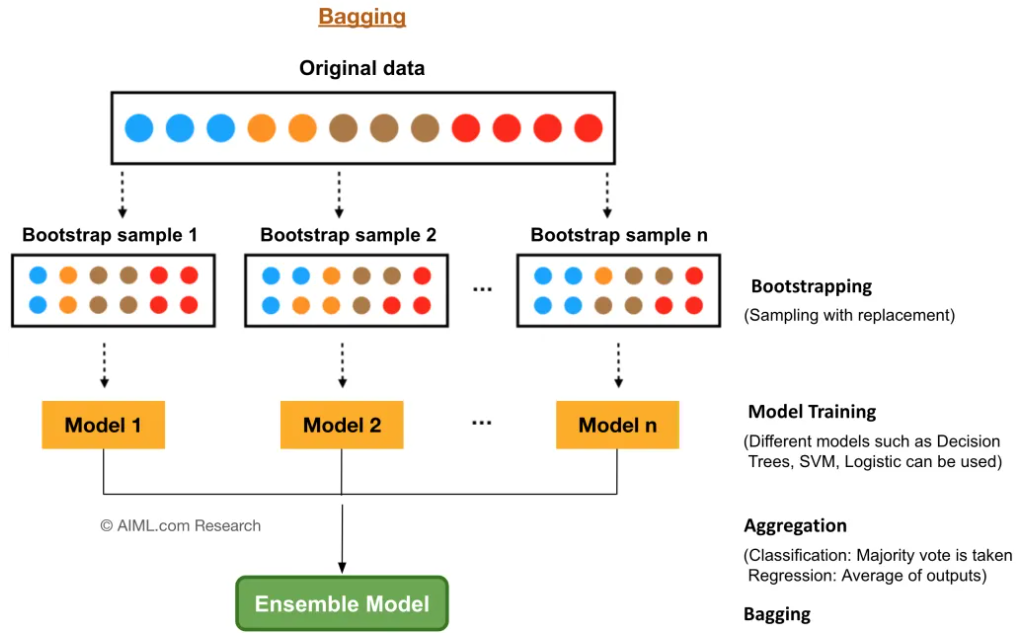 Bagging
Original data
Bootstrap sample 1
Bootstrap sample 2
Bootstrap sample n
...
Bootstrapping
(Sampling with replacement)
Model 1
Model 2
...
Model n
Model Training
(Different models such as Decision
Trees, SVM, Logistic can be used)
© AIML.com Research
Aggregation
(Classification: Majority vote is taken
Regression: Average of outputs)
Ensemble Model
Bagging